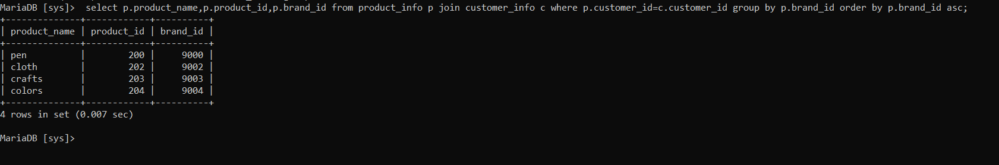 MariaDB [sys]>  select p.product_name,p.product_id,p.brand_id from product_info p join customer_info c where p.customer_id=c.customer_id group by p.brand_id order by p.brand_id asc;
+--------------+------------+----------+
| product_name | product_id | brand_id |
+--------------+------------+----------+
| pen          |        200 |     9000 |
| cloth        |        202 |     9002 |
| crafts       |        203 |     9003 |
| colors       |        204 |     9004 |
+--------------+------------+----------+
4 rows in set (0.007 sec)
MariaDB [sys]>